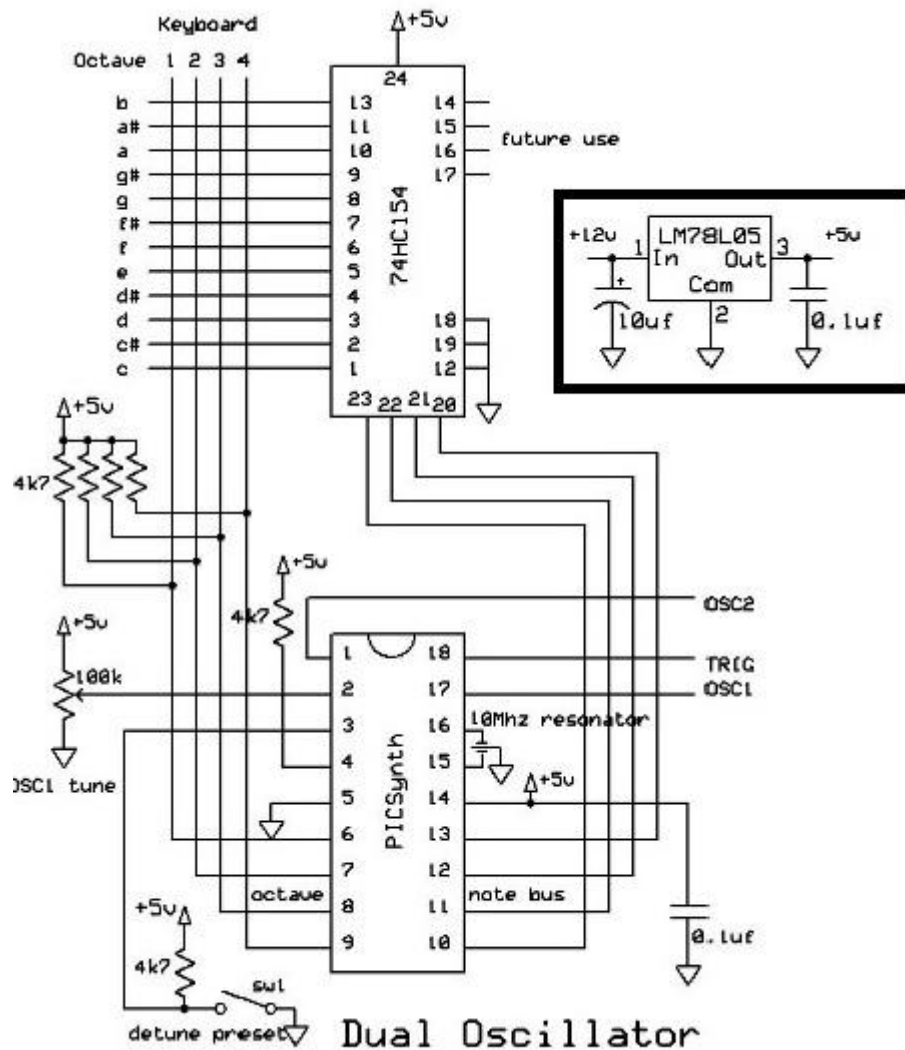 Keyboard
+5v
Octave 1 2 3 4
24
b 13 14
a# 11 15
a 10 16 future use
g# 9 17
g 8
f# 7
f 6
e 5
d# 4
d 3 18
c# 2 19
c 1 12
74HC154
23 22 21 20
+12v 1 LM78L05 3 +5v
In Out
Com
10uf 2 0.1uf
+5v
4k7
+5v
4k7
OSC2
+5v
1 18 TRIG
100k 2 17 OSC1
3 16 10Mhz resonator
4 15
OSC1 tune
+5v
5 14
PICSynth
6 13
7 12
octave 8 11 note bus
9 10
0.1uf
+5v
4k7
sw1
detune preset
Dual Oscillator